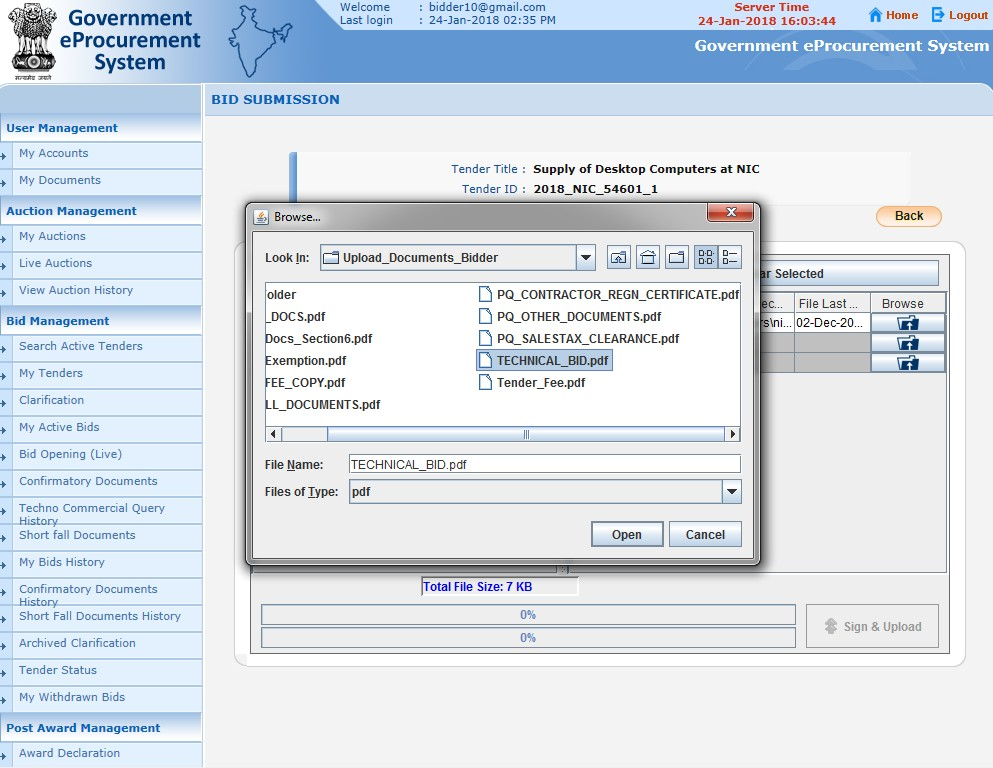 Government
eProcurement
System
सत्यमेव जयते
Welcome : bidder10@gmail.com
Last login : 24-Jan-2018 02:35 PM
Server Time
24-Jan-2018 16:03:44
Home
Logout
Government eProcurement System
BID SUBMISSION
User Management
My Accounts
My Documents
Auction Management
My Auctions
Live Auctions
View Auction History
Bid Management
Search Active Tenders
My Tenders
Clarification
My Active Bids
Bid Opening (Live)
Confirmatory Documents
Techno Commercial Query
History
Short fall Documents
My Bids History
Confirmatory Documents
History
Short Fall Documents History
Archived Clarification
Tender Status
My Withdrawn Bids
Post Award Management
Award Declaration
Tender Title : Supply of Desktop Computers at NIC
Tender ID : 2018_NIC_54601_1
Back
ar Selected
ec... File Last ... Browse
rs\ni... 02-Dec-20...
Browse...
Look In: Upload_Documents_Bidder
older
_DOCS.pdf
Docs_Section6.pdf
Exemption.pdf
FEE_COPY.pdf
LL_DOCUMENTS.pdf
PQ_CONTRACTOR_REGN_CERTIFICATE.pdf
PQ_OTHER_DOCUMENTS.pdf
PQ_SALESTAX_CLEARANCE.pdf
TECHNICAL_BID.pdf
Tender_Fee.pdf
File Name: TECHNICAL_BID.pdf
Files of Type: pdf
Open
Cancel
Total File Size: 7 KB
0%
0%
Sign & Upload